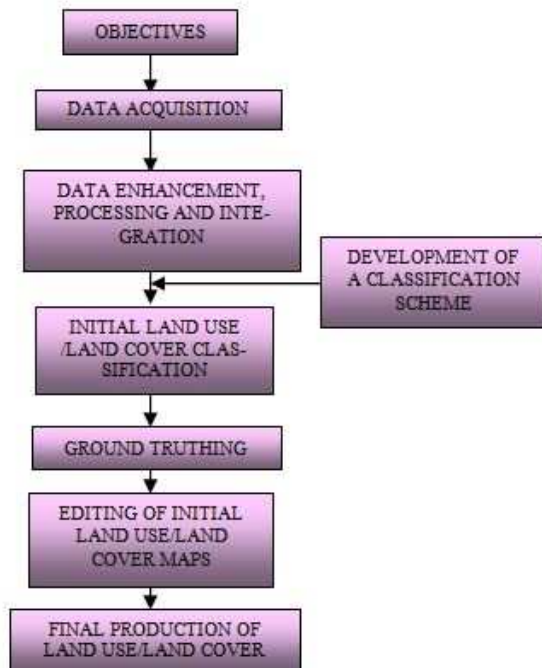 OBJECTIVES
DATA ACQUISITION
DATA ENHANCEMENT,
PROCESSING AND INTE-
GRATION
DEVELOPMENT OF
A CLASSIFICATION
SCHEME
INITIAL LAND USE
/LAND COVER CLAS-
SIFICATION
GROUND TRUTHING
EDITING OF INITIAL
LAND USE/LAND
COVER MAPS
FINAL PRODUCTION OF
LAND USE/LAND COVER